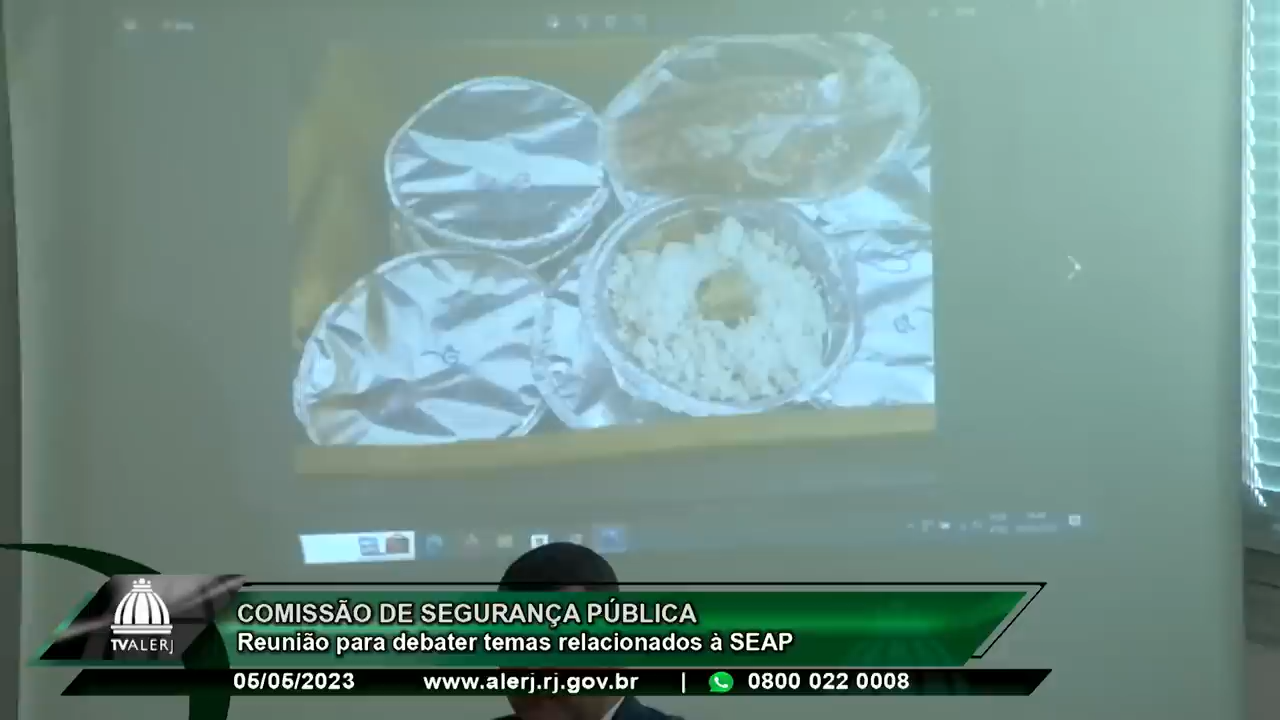 COMISSÃO DE SEGURANÇA PÚBLICA
TVALERJ
Reunião para debater temas relacionados à SEAP
05/05/2023
www.alerj.rj.gov.br
|
0800 022 0008